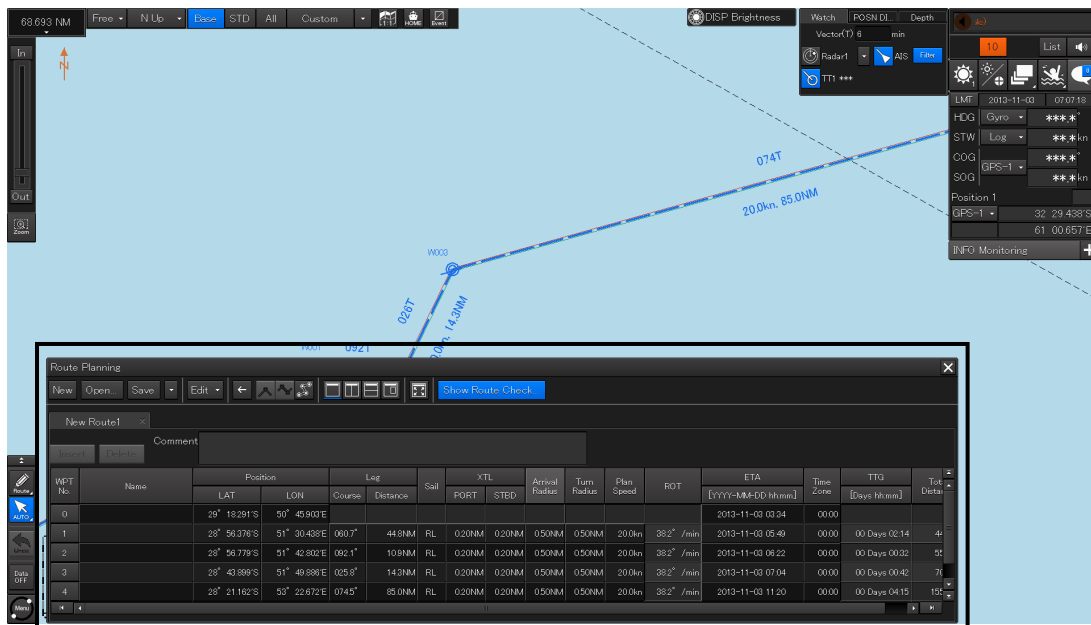 68.693 NM
Free N Up Base STD All Custom 1:1 HOME Event
DISP Brightness
Watch POSN DI... Depth
Vector(T) 6 min
Radar1 AIS Filter
TT1 ***
10 List
LMT 2013-11-03 07:07:18
HDG Gyro ***.*°
STW Log **.* kn
COG ***.*°
GPS-1
SOG **.* kn
Position 1
GPS-1 32 29.438'S
61 00.657'E
INFO Monitoring
In
Out
Zoom
N
074T
20.0kn, 85.0NM
W003
026T
0.0kn, 14.3NM
W001 092T
Route Planning
New Open... Save Edit Show Route Check...
New Route1
Insert Delete Comment
WPT No. Name Position Leg Sail XTL Arrival Radius Turn Radius Plan Speed ROT ETA Time Zone TTG Tot
LAT LON Course Distance PORT STBD [YYYY-MM-DD hh:mm] [Days hh:mm] Distan
0 29° 18.291'S 50° 45.903'E 2013-11-03 03:34 00:00
1 28° 56.376'S 51° 30.438'E 060.7° 44.8NM RL 0.20NM 0.20NM 0.50NM 0.50NM 20.0kn 38.2° /min 2013-11-03 05:49 00:00 00 Days 02:14 44
2 28° 56.779'S 51° 42.802'E 092.1° 10.9NM RL 0.20NM 0.20NM 0.50NM 0.50NM 20.0kn 38.2° /min 2013-11-03 06:22 00:00 00 Days 00:32 55
3 28° 43.899'S 51° 49.886'E 025.8° 14.3NM RL 0.20NM 0.20NM 0.50NM 0.50NM 20.0kn 38.2° /min 2013-11-03 07:04 00:00 00 Days 00:42 70
4 28° 21.162'S 53° 22.672'E 074.5° 85.0NM RL 0.20NM 0.20NM 0.50NM 0.50NM 20.0kn 38.2° /min 2013-11-03 11:20 00:00 00 Days 04:15 155
Route
AUTO
Undo
Data OFF
Menu